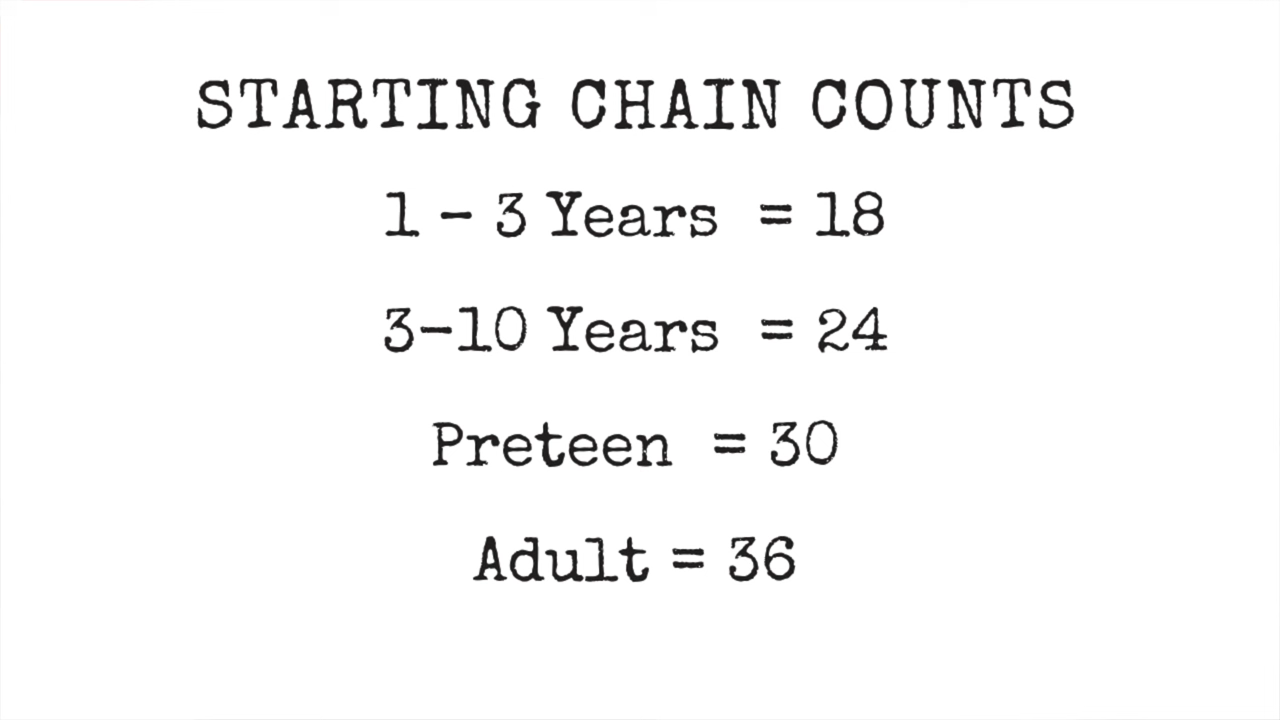 STARTING CHAIN COUNTS
1 - 3 Years = 18
3-10 Years = 24
Preteen = 30
Adult = 36